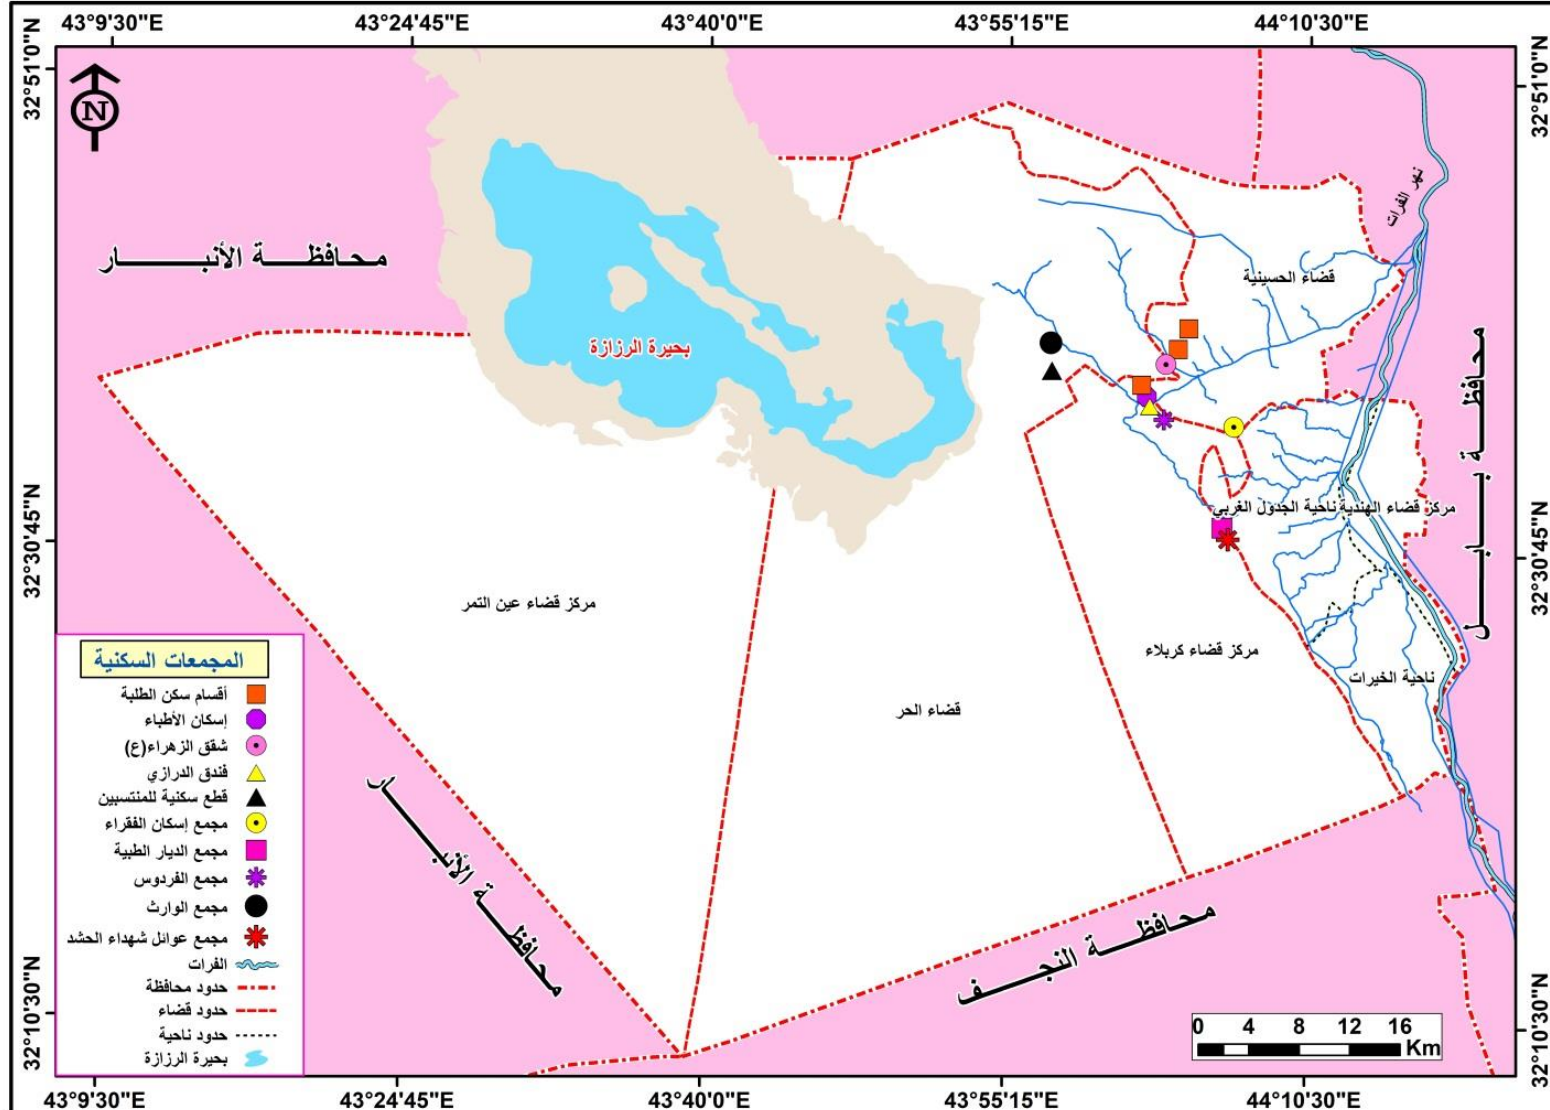 43°9'30"E 43°24'45"E 43°40'0"E 43°55'15"E 44°10'30"E
32°51'0"N
32°51'0"N
N
نهر الفرات
محافظة الأنبار
قضاء الحسينية
بحيرة الرزازة
محافظة بابل
مركز قضاء الهندية ناحية الجدول الغربي
32°30'45"N
32°30'45"N
مركز قضاء عين التمر
مركز قضاء كربلاء
ناحية الخيرات
قضاء الحر
محافظة الأنبار
محافظة النجف
المجمعات السكنية
أقسام سكن الطلبة
إسكان الأطباء
شقق الزهراء(ع)
فندق الدرازي
قطع سكنية للمنتسبين
مجمع إسكان الفقراء
مجمع الديار الطبية
مجمع الفردوس
مجمع الوارث
مجمع عوائل شهداء الحشد
الفرات
حدود محافظة
حدود قضاء
حدود ناحية
بحيرة الرزازة
32°10'30"N
32°10'30"N
0 4 8 12 16
Km
43°9'30"E 43°24'45"E 43°40'0"E 43°55'15"E 44°10'30"E